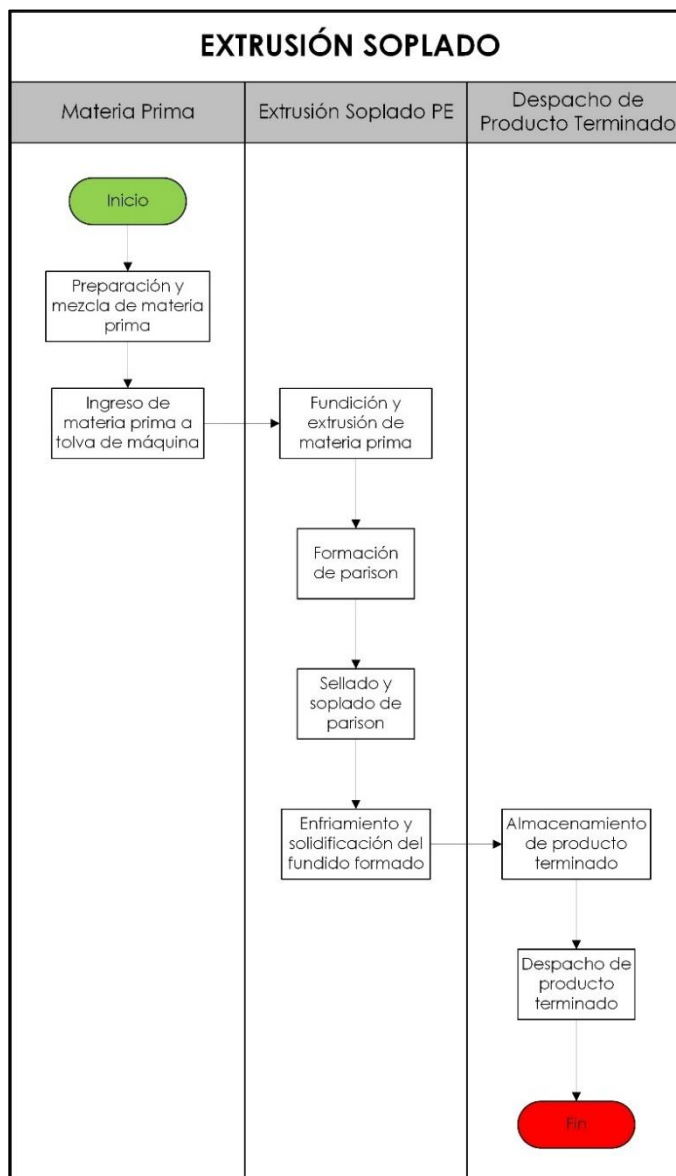 EXTRUSIÓN SOPLADO
Materia Prima
Extrusión Soplado PE
Despacho de
Producto Terminado
Inicio
Preparación y
mezcla de materia
prima
Ingreso de
materia prima a
tolva de máquina
Fundición y
extrusión de
materia prima
Formación
de parison
Sellado y
soplado de
parison
Enfriamiento y
solidificación del
fundido formado
Almacenamiento
de producto
terminado
Despacho de
producto
terminado
Fin